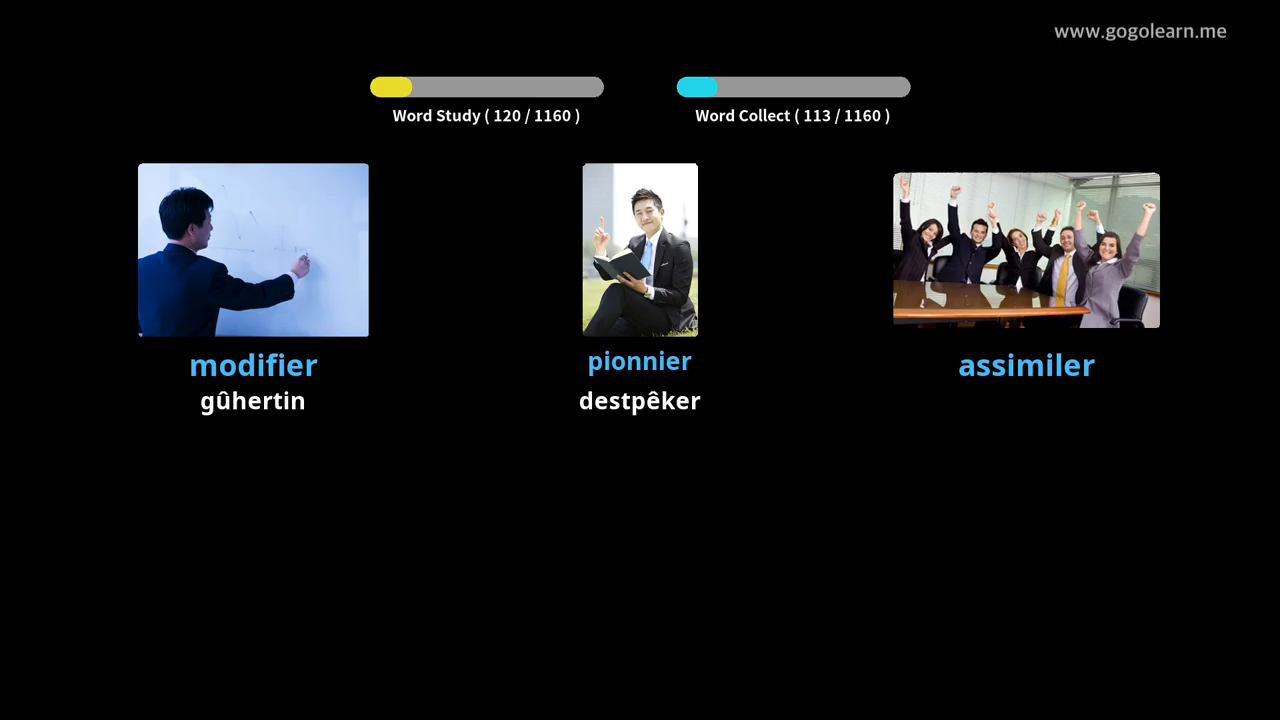 www.gogolearn.me
Word Study ( 120 / 1160 )
Word Collect ( 113 / 1160 )
modifier
gûhertin
pionnier
destpêker
assimiler